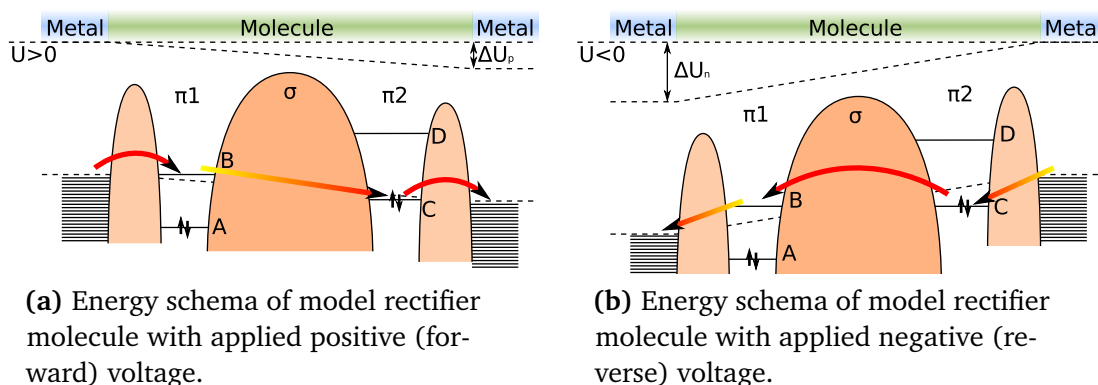 Metal Molecule Metal
U>0
ΔUₚ
π1 σ π2
D
B
C
A
(a) Energy schema of model rectifier
molecule with applied positive (for-
ward) voltage.
Metal Molecule Metal
U<0
ΔUₙ
π1 σ π2
D
B C
A
(b) Energy schema of model rectifier
molecule with applied negative (re-
verse) voltage.